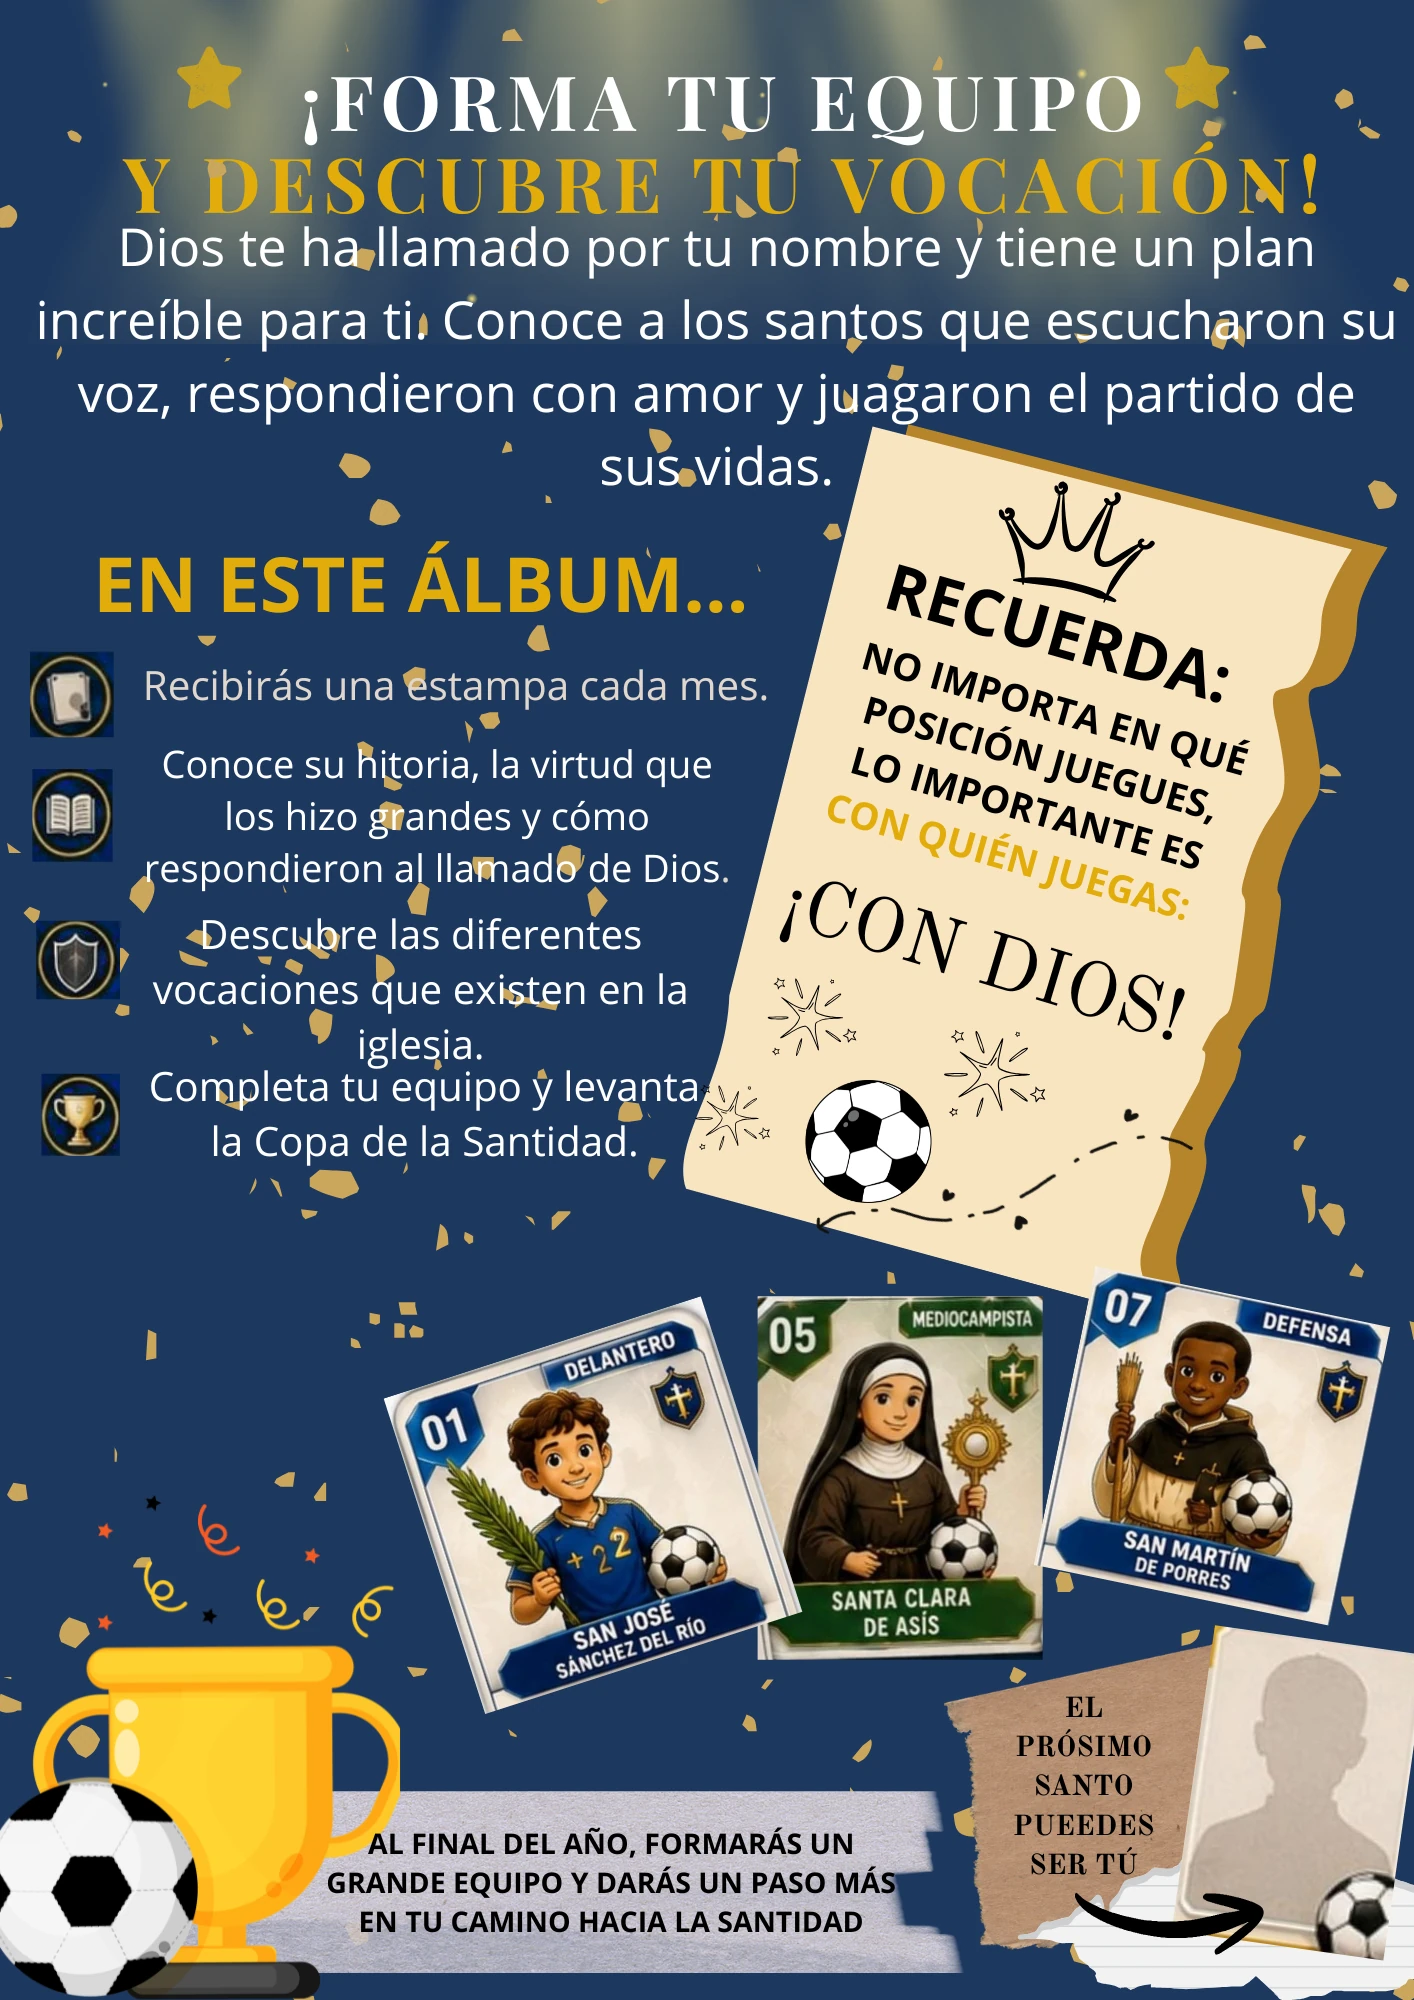 ¡FORMA TU EQUIPO
Y DESCUBRE TU VOCACIÓN!
Dios te ha llamado por tu nombre y tiene un plan
increíble para ti. Conoce a los santos que escucharon su
voz, respondieron con amor y juagaron el partido de
sus vidas.
EN ESTE ÁLBUM...
Recibirás una estampa cada mes.
Conoce su hitoria, la virtud que
los hizo grandes y cómo
respondieron al llamado de Dios.
Descubre las diferentes
vocaciones que existen en la
iglesia.
Completa tu equipo y levanta
la Copa de la Santidad.
RECUERDA:
NO IMPORTA EN QUÉ
POSICIÓN JUEGUES,
LO IMPORTANTE ES
CON QUIÉN JUEGAS:
¡CON DIOS!
01
DELANTERO
+ 22
SAN JOSÉ
SÁNCHEZ DEL RÍO
05
MEDIOCAMPISTA
SANTA CLARA
DE ASÍS
07
DEFENSA
SAN MARTÍN
DE PORRES
EL
PRÓSIMO
SANTO
PUEEDES
SER TÚ
AL FINAL DEL AÑO, FORMARÁS UN
GRANDE EQUIPO Y DARÁS UN PASO MÁS
EN TU CAMINO HACIA LA SANTIDAD